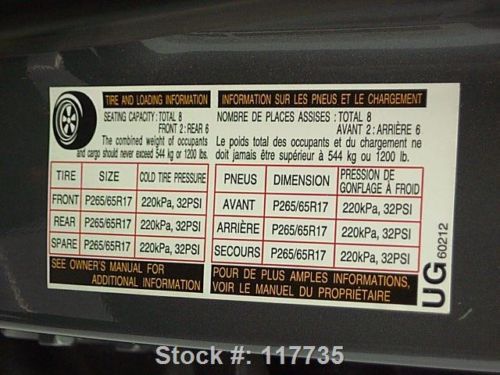 TIRE AND LOADING INFORMATION
SEATING CAPACITY: TOTAL 8
FRONT 2: REAR 6
The combined weight of occupants
and cargo should never exceed 544 kg or 1200 lbs.
TIRE SIZE COLD TIRE PRESSURE
FRONT P265/65R17 220kPa, 32PSI
REAR P265/65R17 220kPa, 32PSI
SPARE P265/65R17 220kPa, 32PSI
SEE OWNER'S MANUAL FOR
ADDITIONAL INFORMATION
INFORMATION SUR LES PNEUS ET LE CHARGEMENT
NOMBRE DE PLACES ASSISES : TOTAL 8
AVANT 2: ARRIÈRE 6
Le poids total des occupants et du chargement ne
doit jamais être supérieur à 544 kg ou 1200 lb.
PNEUS DIMENSION PRESSION DE
GONFLAGE À FROID
AVANT P265/65R17 220kPa, 32PSI
ARRIÈRE P265/65R17 220kPa, 32PSI
SECOURS P265/65R17 220kPa, 32PSI
POUR DE PLUS AMPLES INFORMATIONS,
VOIR LE MANUEL DU PROPRIÉTAIRE
UG 60212
Stock #: 117735